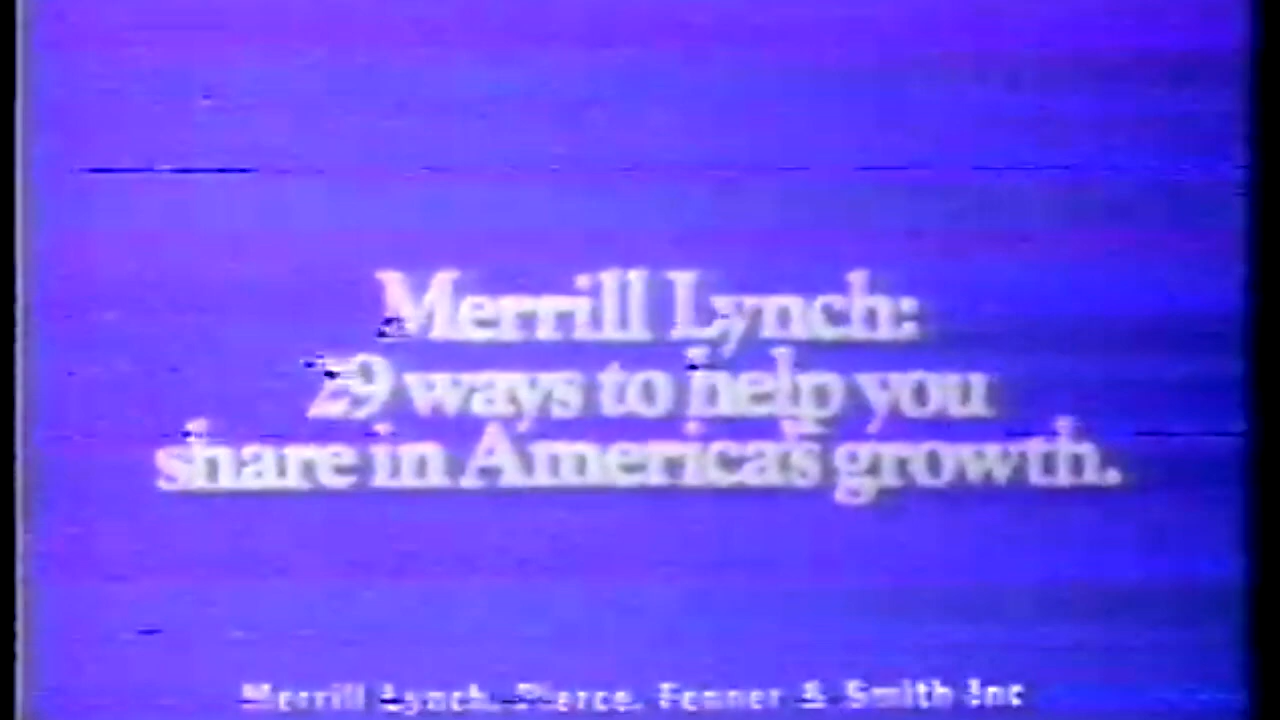 Merrill Lynch:
29 ways to help you
share in America's growth.
Merrill Lynch, Pierce, Fenner & Smith Inc